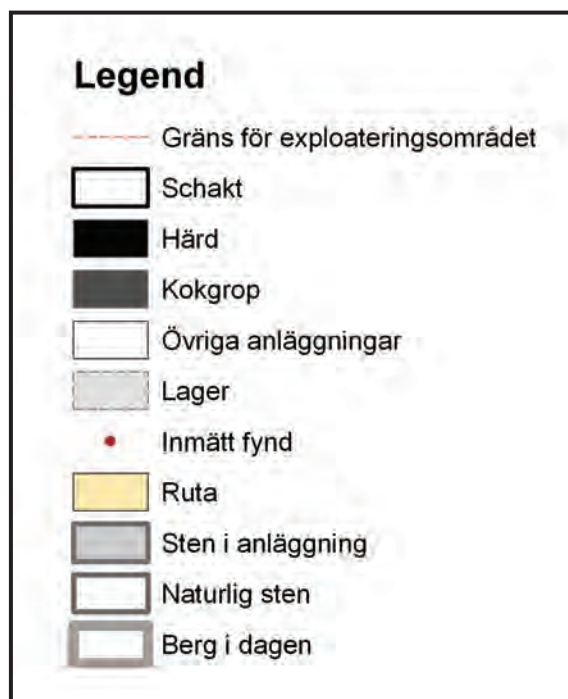 Legend
Gräns för exploateringsområdet
Schakt
Härd
Kokgrop
Övriga anläggningar
Lager
Inmätt fynd
Ruta
Sten i anläggning
Naturlig sten
Berg i dagen